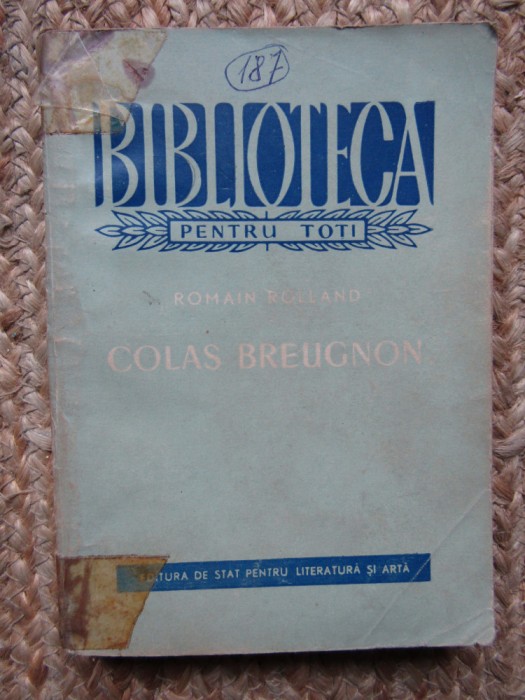 187
BIBLIOTECA
PENTRU TOTI
ROMAIN ROLLAND
COLAS BREUGNON
EDITURA DE STAT PENTRU LITERATURĂ ȘI ARTĂ